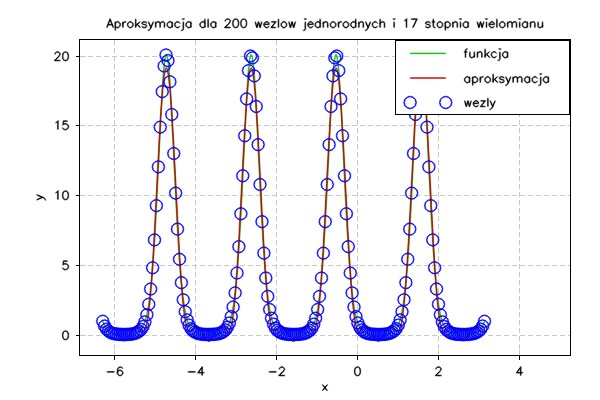 Aproksymacja dla 200 wezlow jednorodnych i 17 stopnia wielomianu
funkcja
aproksymacja
wezly
20
15
10
5
0
y
−6 −4 −2 0 2 4
x